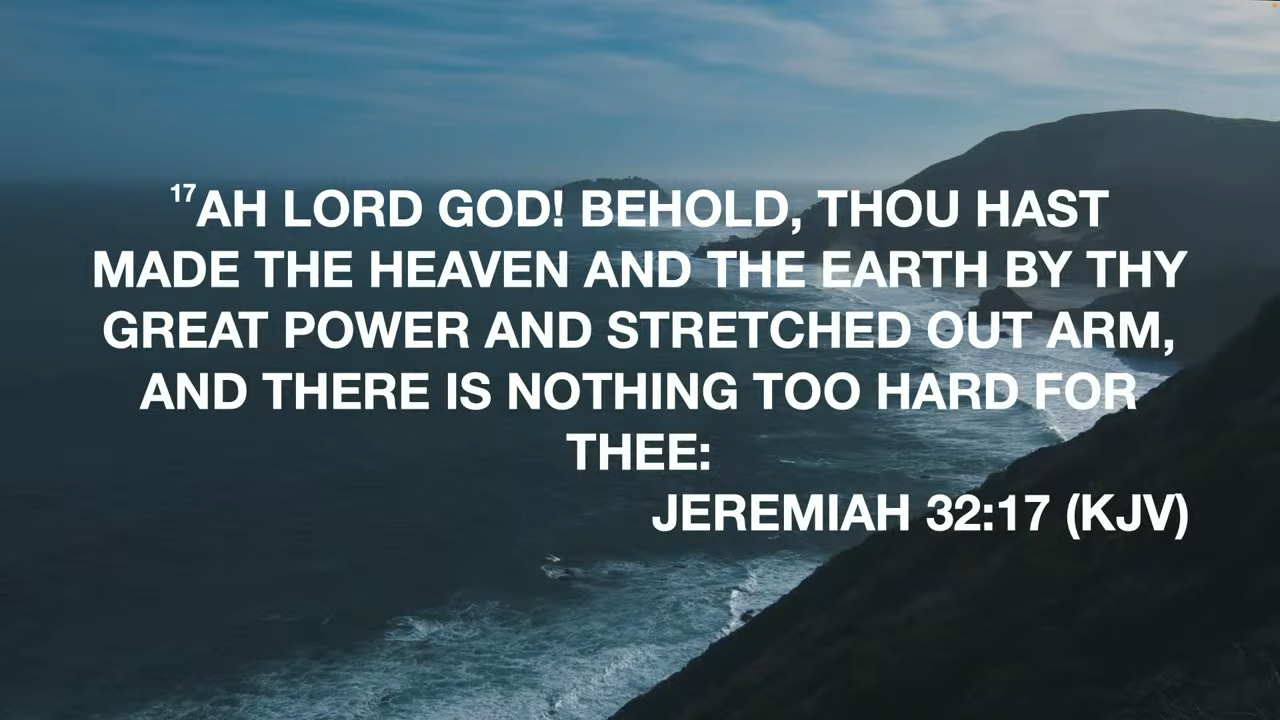 ¹⁷AH LORD GOD! BEHOLD, THOU HAST
MADE THE HEAVEN AND THE EARTH BY THY
GREAT POWER AND STRETCHED OUT ARM,
AND THERE IS NOTHING TOO HARD FOR
THEE:
JEREMIAH 32:17 (KJV)